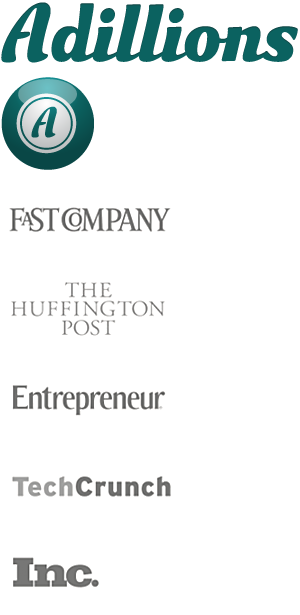 Adillions
A
FAST COMPANY
THE
HUFFINGTON
POST
Entrepreneur
TechCrunch
Inc.